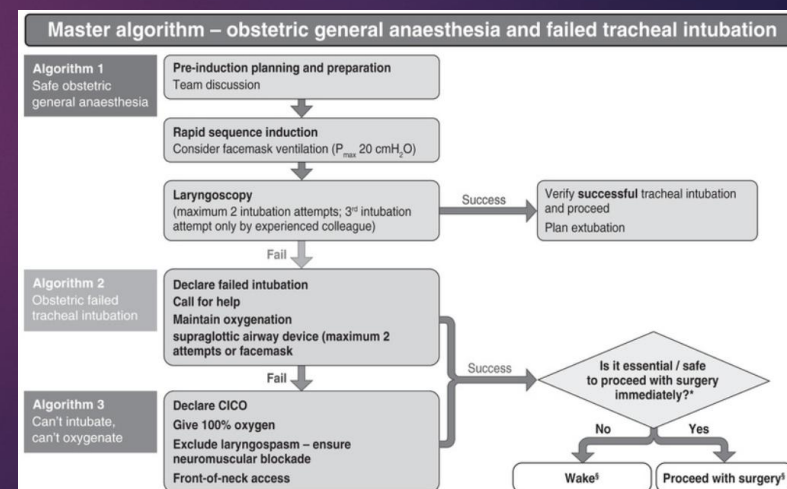 Master algorithm – obstetric general anaesthesia and failed tracheal intubation
Algorithm 1
Safe obstetric
general anaesthesia
Pre-induction planning and preparation
Team discussion
Rapid sequence induction
Consider facemask ventilation (Pmax 20 cmH2O)
Laryngoscopy
(maximum 2 intubation attempts; 3rd intubation
attempt only by experienced colleague)
Success
Verify successful tracheal intubation
and proceed
Plan extubation
Fail
Algorithm 2
Obstetric failed
tracheal intubation
Declare failed intubation
Call for help
Maintain oxygenation
supraglottic airway device (maximum 2
attempts or facemask
Success
Is it essential / safe
to proceed with surgery
immediately?*
Fail
Algorithm 3
Can't intubate,
can't oxygenate
Declare CICO
Give 100% oxygen
Exclude laryngospasm – ensure
neuromuscular blockade
Front-of-neck access
No
Yes
Wake§
Proceed with surgery§